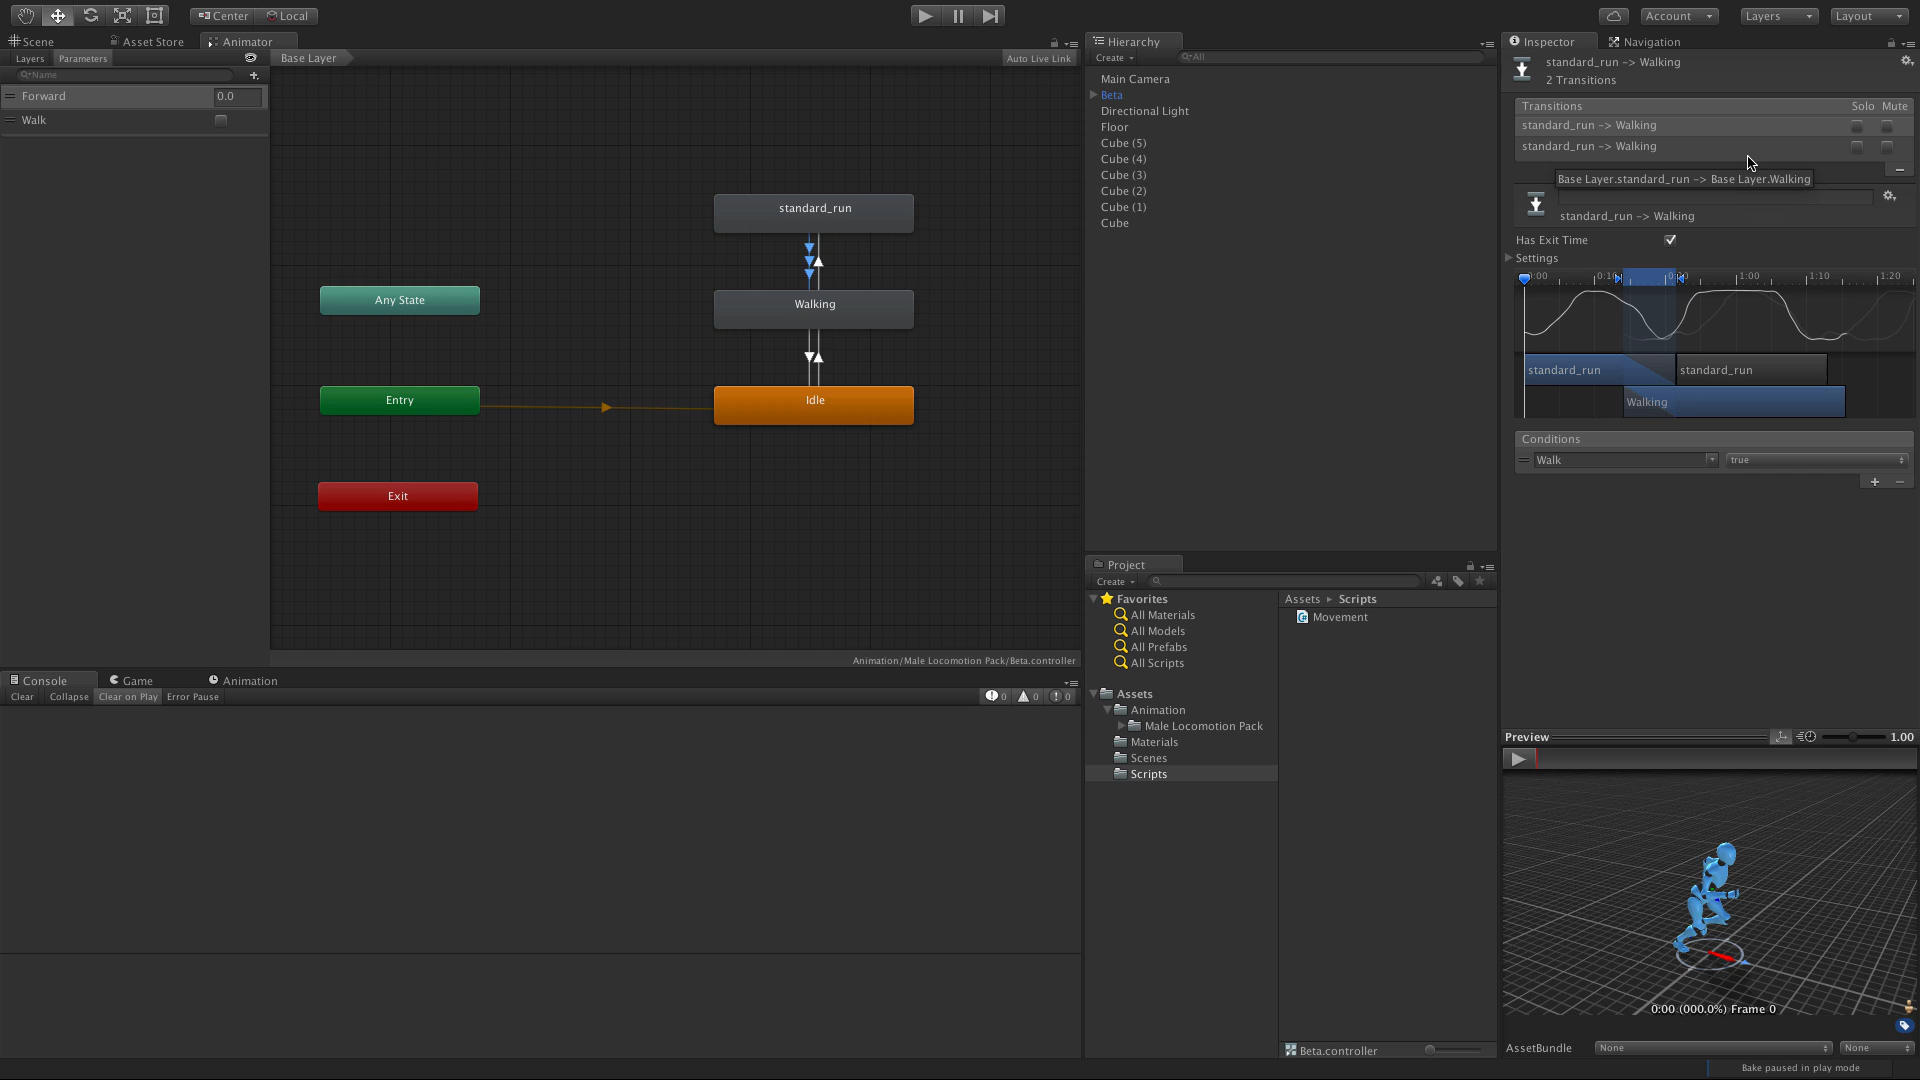 Center
Local
Account
Layers
Layout
Scene
Asset Store
Animator
Layers
Parameters
Name
Forward
0.0
Walk
Base Layer
Auto Live Link
standard_run
Walking
Any State
Entry
Idle
Exit
Animation/Male Locomotion Pack/Beta.controller
Console
Game
Animation
Clear
Collapse
Clear on Play
Error Pause
0
0
0
Hierarchy
Create
All
Main Camera
Beta
Directional Light
Floor
Cube (5)
Cube (4)
Cube (3)
Cube (2)
Cube (1)
Cube
Project
Create
Favorites
All Materials
All Models
All Prefabs
All Scripts
Assets
Animation
Male Locomotion Pack
Materials
Scenes
Scripts
Assets ▸ Scripts
Movement
Beta.controller
Inspector
Navigation
standard_run -> Walking
2 Transitions
Transitions
Solo
Mute
standard_run -> Walking
standard_run -> Walking
Base Layer.standard_run -> Base Layer.Walking
standard_run -> Walking
Has Exit Time
Settings
1:00
1:10
1:20
standard_run
standard_run
Walking
Conditions
Walk
true
Preview
1.00
0:00 (000.0%) Frame 0
AssetBundle
None
None
Bake paused in play mode